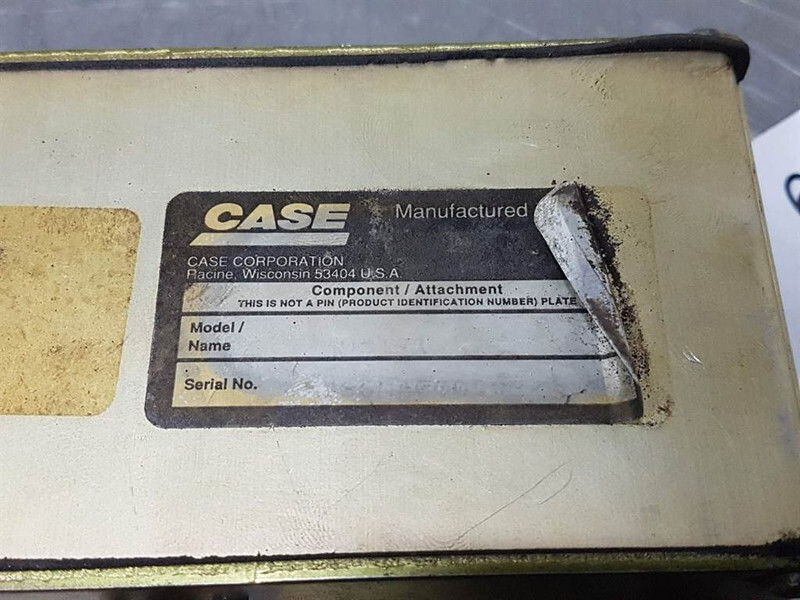 CASE
Manufactured
CASE CORPORATION
Racine, Wisconsin 53404 U.S.A.
Component / Attachment
THIS IS NOT A PIN (PRODUCT IDENTIFICATION NUMBER) PLATE
Model /
Name
Serial No.